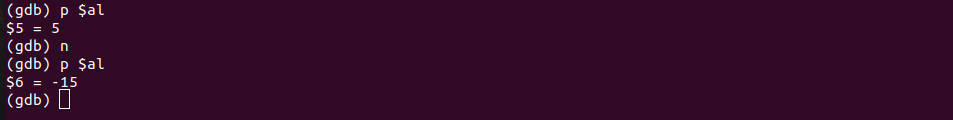 (gdb) p $al
$5 = 5
(gdb) n
(gdb) p $al
$6 = -15
(gdb)